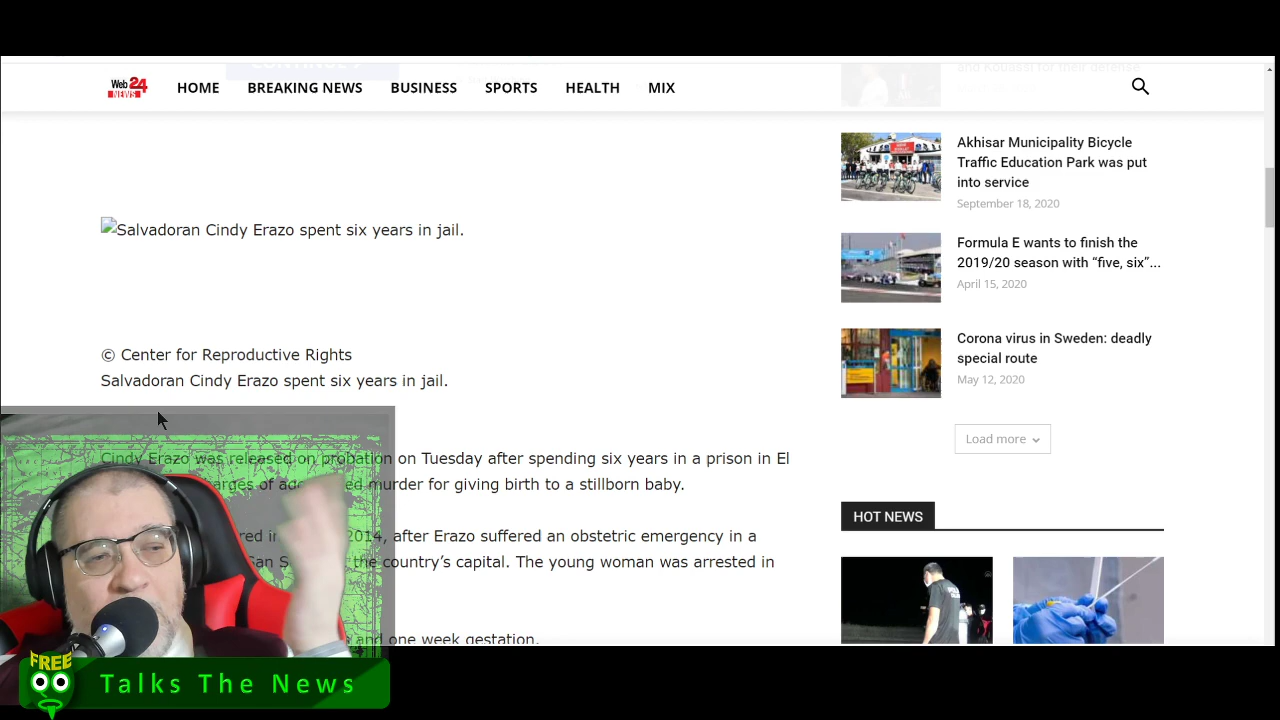 Web 24 NEWS
HOME
BREAKING NEWS
BUSINESS
SPORTS
HEALTH
MIX
Salvadoran Cindy Erazo spent six years in jail.
© Center for Reproductive Rights
Salvadoran Cindy Erazo spent six years in jail.
Cindy Erazo was released on probation on Tuesday after spending six years in a prison in El
murder for giving birth to a stillborn baby.
2014, after Erazo suffered an obstetric emergency in a
the country's capital. The young woman was arrested in
and one week gestation.
Akhisar Municipality Bicycle
Traffic Education Park was put
into service
September 18, 2020
Formula E wants to finish the
2019/20 season with “five, six”...
April 15, 2020
Corona virus in Sweden: deadly
special route
May 12, 2020
Load more
HOT NEWS
FREE
Talks The News